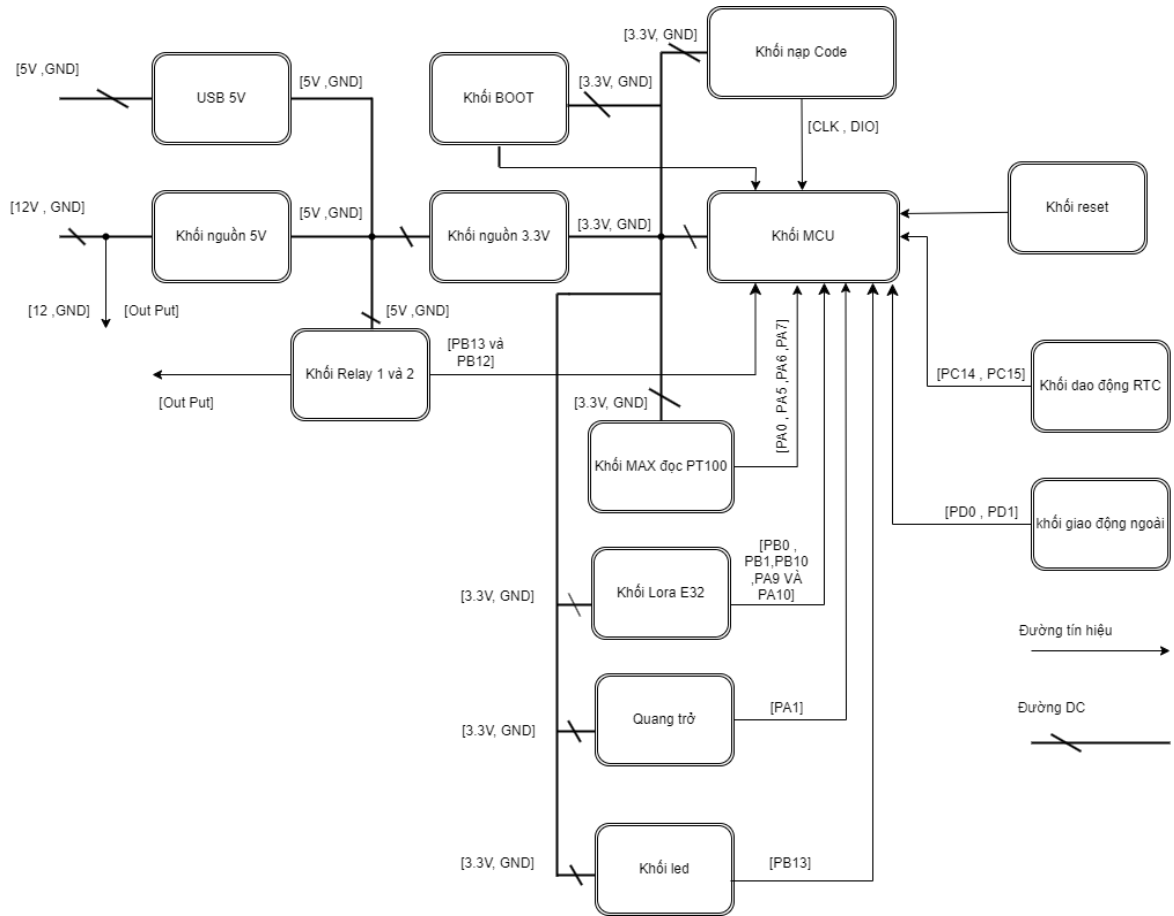 [3.3V, GND]
Khối nạp Code
[5V ,GND]
[5V ,GND]
USB 5V
Khối BOOT
[3.3V, GND]
[CLK , DIO]
[12V , GND]
[5V ,GND]
Khối nguồn 5V
Khối nguồn 3.3V
[3.3V, GND]
Khối MCU
Khối reset
[12 ,GND]
[Out Put]
[5V ,GND]
[PB13 và
PB12]
Khối Relay 1 và 2
[Out Put]
[PA0 , PA5 ,PA6 ,PA7]
[PC14 , PC15]
Khối dao động RTC
[3.3V, GND]
Khối MAX đọc PT100
[PD0 , PD1]
khối giao động ngoài
[3.3V, GND]
Khối Lora E32
[PB0 ,
PB1,PB10
,PA9 VÀ
PA10]
Đường tín hiệu
[3.3V, GND]
Quang trở
[PA1]
Đường DC
[3.3V, GND]
Khối led
[PB13]